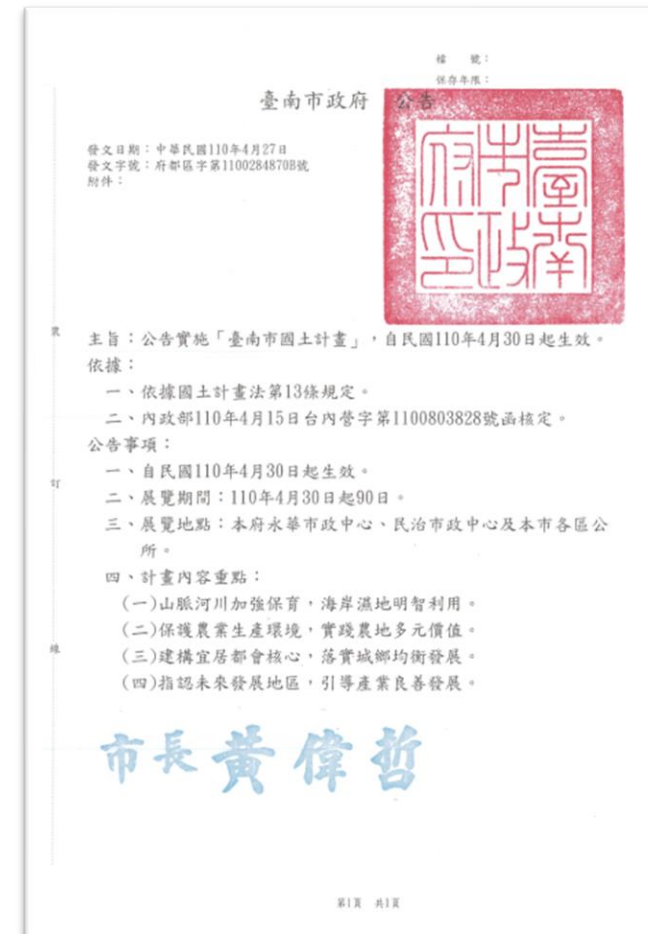 檔　號：
保存年限：
臺南市政府　公告
臺南市政府印
發文日期：中華民國110年4月27日
發文字號：府都區字第1100284870B號
附件：
主旨：公告實施「臺南市國土計畫」，自民國110年4月30日起生效。
依據：
一、依據國土計畫法第13條規定。
二、內政部110年4月15日台內營字第1100803828號函核定。
公告事項：
一、自民國110年4月30日起生效。
二、展覽期間：110年4月30日起90日。
三、展覽地點：本府永華市政中心、民治市政中心及本市各區公
所。
四、計畫內容重點：
(一)山脈河川加強保育，海岸濕地明智利用。
(二)保護農業生產環境，實踐農地多元價值。
(三)建構宜居都會核心，落實城鄉均衡發展。
(四)指認未來發展地區，引導產業良善發展。
裝
訂
線
市長黃偉哲
第1頁　共1頁